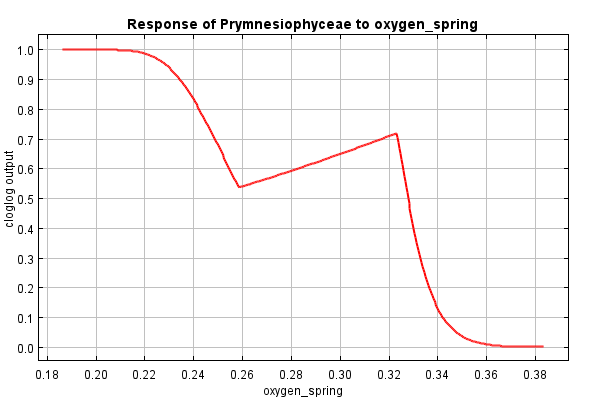 Response of Prymnesiophyceae to oxygen_spring
cloglog output
1.0
0.9
0.8
0.7
0.6
0.5
0.4
0.3
0.2
0.1
0.0
0.18 0.20 0.22 0.24 0.26 0.28 0.30 0.32 0.34 0.36 0.38
oxygen_spring